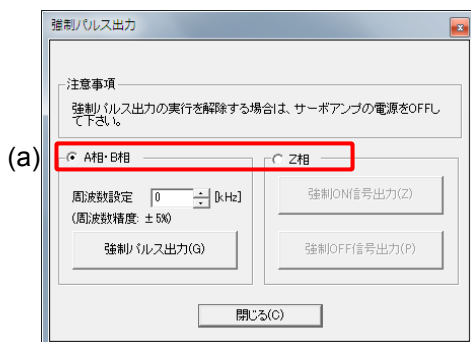 強制パルス出力
注意事項
強制パルス出力の実行を解除する場合は、サーボアンプの電源をOFFし
て下さい。
(a)
A相・B相
Z相
周波数設定 0 [kHz]
(周波数精度: ±5%)
強制パルス出力(G)
強制ON信号出力(Z)
強制OFF信号出力(P)
閉じる(C)